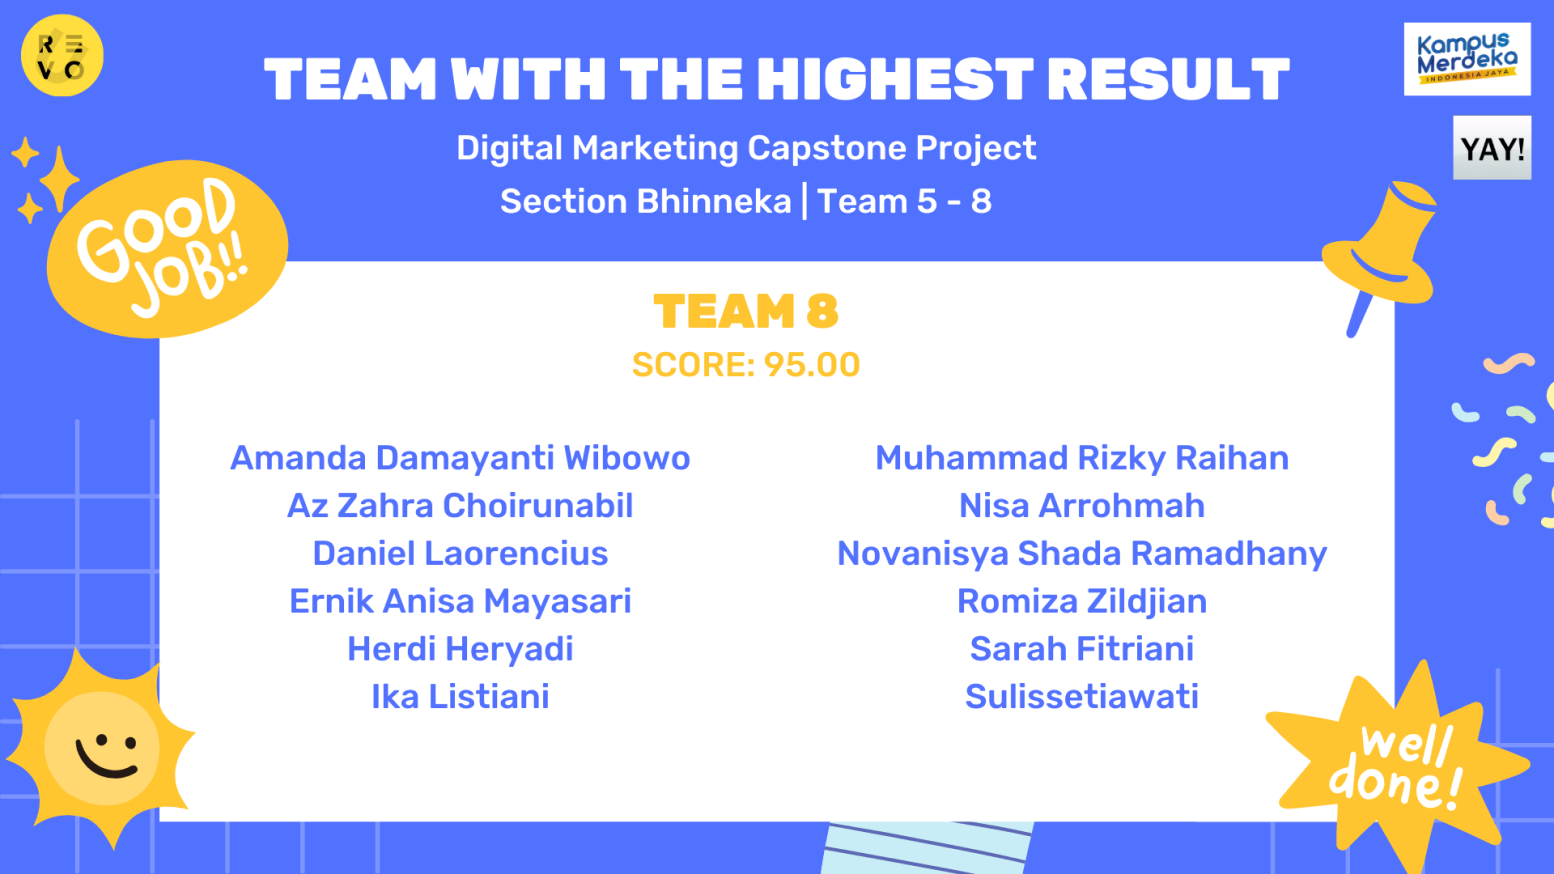 RE
VO
TEAM WITH THE HIGHEST RESULT
Kampus
Merdeka
INDONESIA JAYA
Digital Marketing Capstone Project
YAY!
Section Bhinneka | Team 5 - 8
GOOD
JOB!!
TEAM 8
SCORE: 95.00
Amanda Damayanti Wibowo
Az Zahra Choirunabil
Daniel Laorencius
Ernik Anisa Mayasari
Herdi Heryadi
Ika Listiani
Muhammad Rizky Raihan
Nisa Arrohmah
Novanisya Shada Ramadhany
Romiza Zildjian
Sarah Fitriani
Sulissetiawati
well
done!